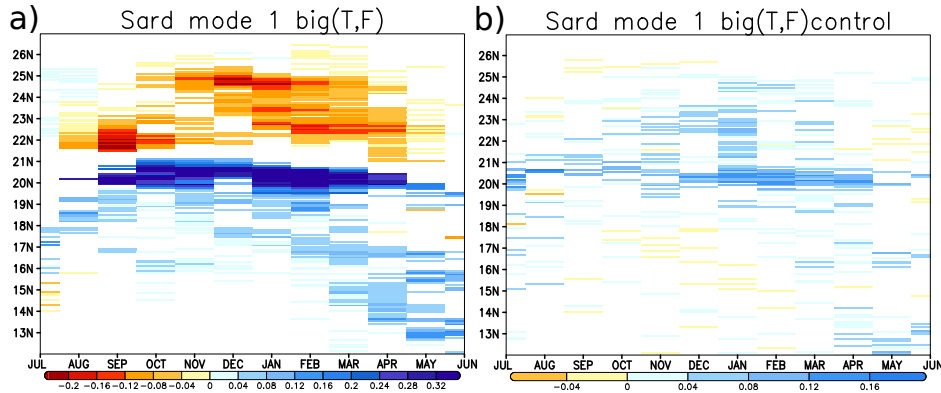 a) Sard mode 1 big(T,F)
26N
25N
24N
23N
22N
21N
20N
19N
18N
17N
16N
15N
14N
13N
JUL AUG SEP OCT NOV DEC JAN FEB MAR APR MAY JUN
-0.2 -0.16 -0.12 -0.08 -0.04 0 0.04 0.08 0.12 0.16 0.2 0.24 0.28 0.32
b) Sard mode 1 big(T,F)control
26N
25N
24N
23N
22N
21N
20N
19N
18N
17N
16N
15N
14N
13N
JUL AUG SEP OCT NOV DEC JAN FEB MAR APR MAY JUN
-0.04 0 0.04 0.08 0.12 0.16